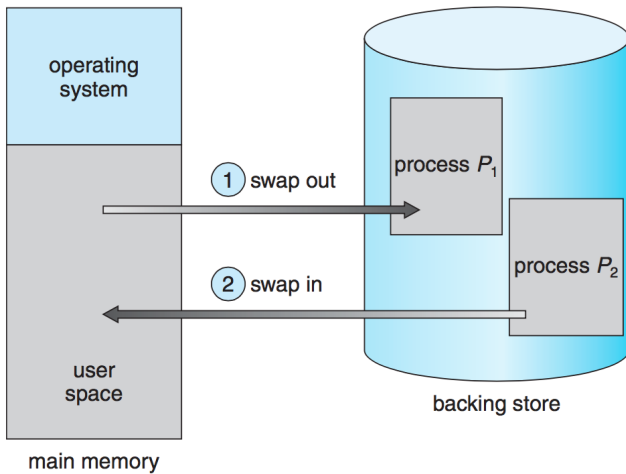 operating
system
1 swap out
process P₁
2 swap in
process P₂
user
space
backing store
main memory